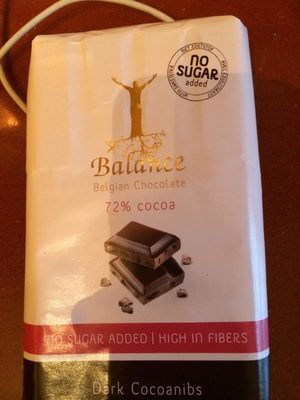 NO
SUGAR
added
Balance
Belgian Chocolate
72% cocoa
NO SUGAR ADDED | HIGH IN FIBERS
Dark Cocoanibs